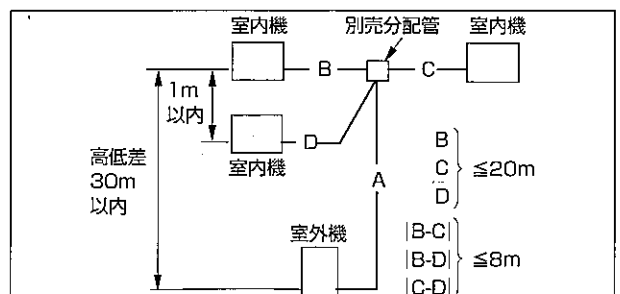 室内機
別売分配管
室内機
B
C
1m
以内
室内機
D
高低差
30m
以内
A
B
C
D
≦20m
室外機
|B-C|
|B-D|
|C-D|
≦8m